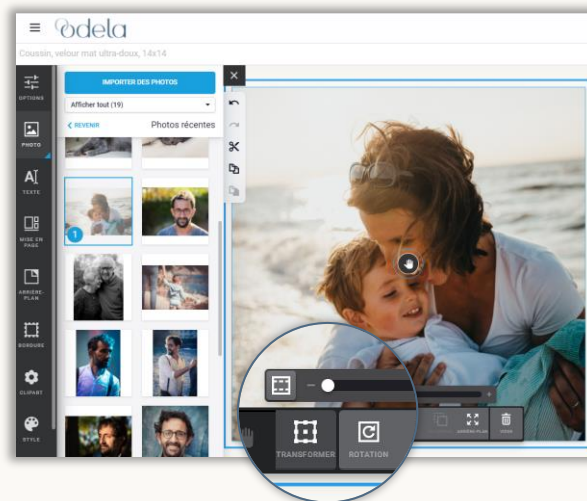 Odela
Coussin, velour mat ultra-doux, 14x14
OPTIONS
PHOTO
TEXTE
MISE EN
PAGE
ARRIÈRE-
PLAN
BORDURE
CLIPART
STYLE
IMPORTER DES PHOTOS
Afficher tout (19)
REVENIR
Photos récentes
1
TRANSFORMER
ROTATION